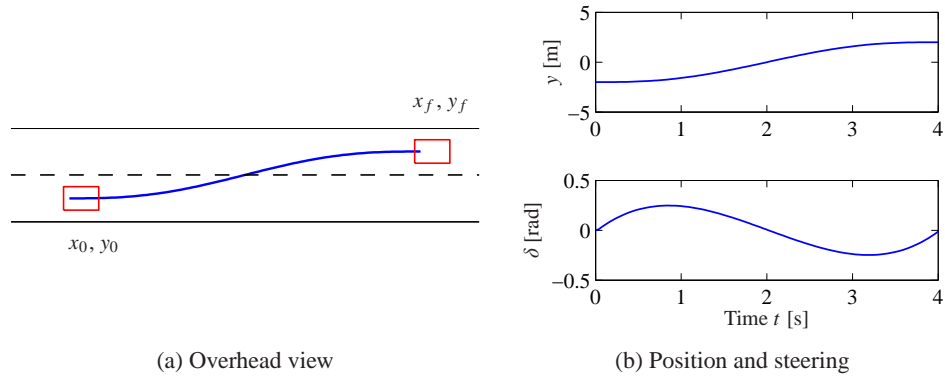 x_f, y_f
x_0, y_0
(a) Overhead view
y [m]
5
0
−5
0 1 2 3 4
δ [rad]
0.5
0
−0.5
0 1 2 3 4
Time t [s]
(b) Position and steering